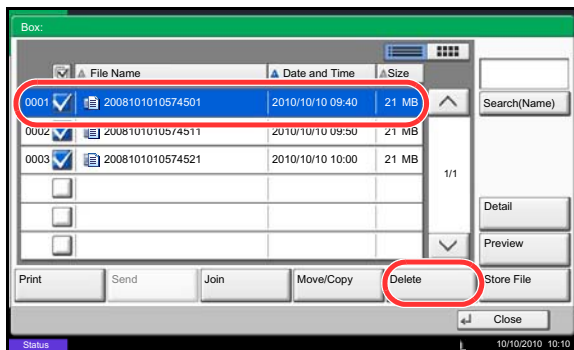 Box:
File Name Date and Time Size
0001 2008101010574501 2010/10/10 09:40 21 MB
Search(Name)
0002 2008101010574511 2010/10/10 09:50 21 MB
0003 2008101010574521 2010/10/10 10:00 21 MB
1/1
Detail
Preview
Print Send Join Move/Copy Delete Store File
Close
Status 10/10/2010 10:10